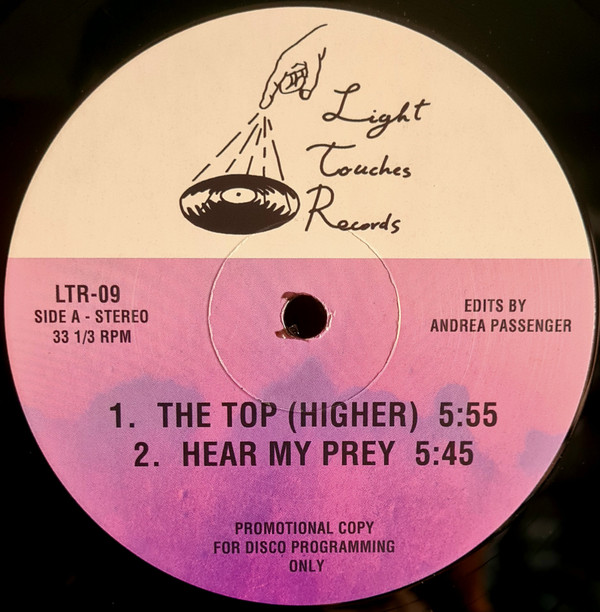 Light
Touches
Records
LTR-09
SIDE A - STEREO
33 1/3 RPM
EDITS BY
ANDREA PASSENGER
1. THE TOP (HIGHER) 5:55
2. HEAR MY PREY 5:45
PROMOTIONAL COPY
FOR DISCO PROGRAMMING
ONLY